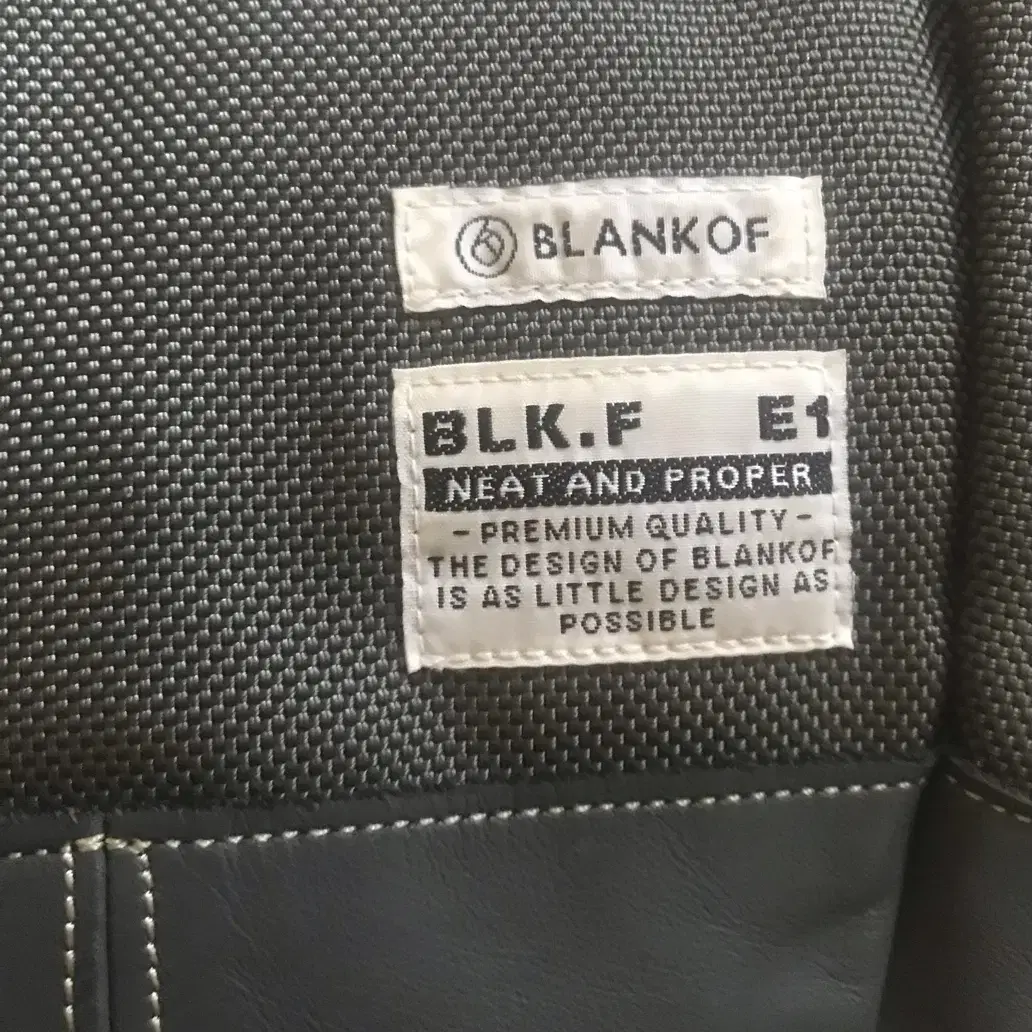 BLANKOF
BLK.F E1
NEAT AND PROPER
- PREMIUM QUALITY -
THE DESIGN OF BLANKOF
IS AS LITTLE DESIGN AS
POSSIBLE